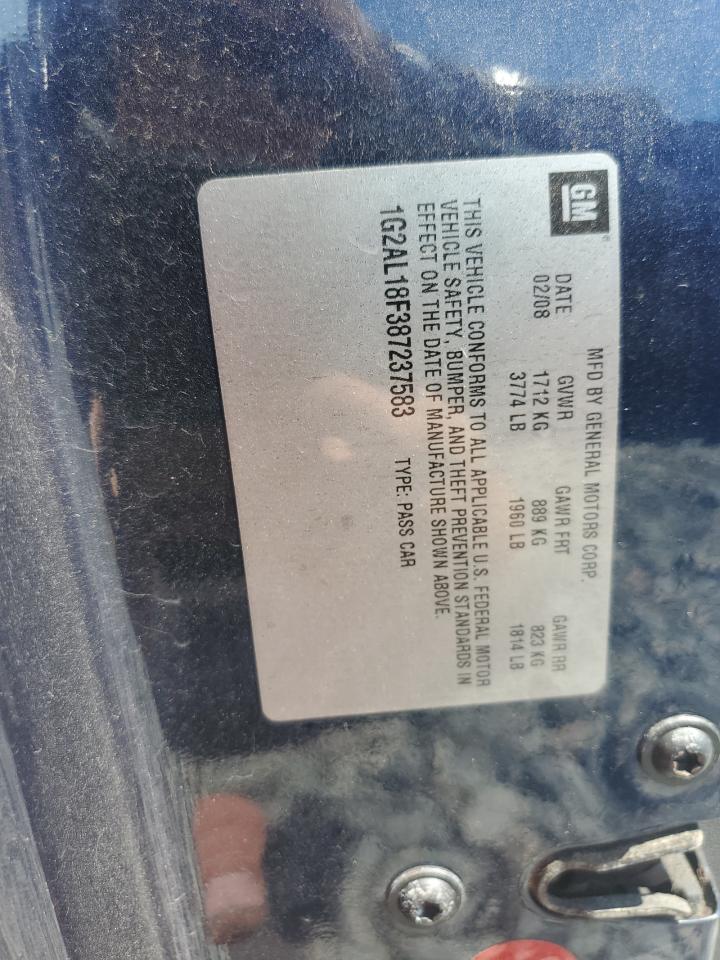 GM
MFD BY GENERAL MOTORS CORP.
DATE GVWR GAWR FRT GAWR RR
02/08 1712 KG 889 KG 823 KG
3774 LB 1960 LB 1814 LB
THIS VEHICLE CONFORMS TO ALL APPLICABLE U.S. FEDERAL MOTOR
VEHICLE SAFETY, BUMPER, AND THEFT PREVENTION STANDARDS IN
EFFECT ON THE DATE OF MANUFACTURE SHOWN ABOVE.
1G2AL18F387237583 TYPE: PASS CAR